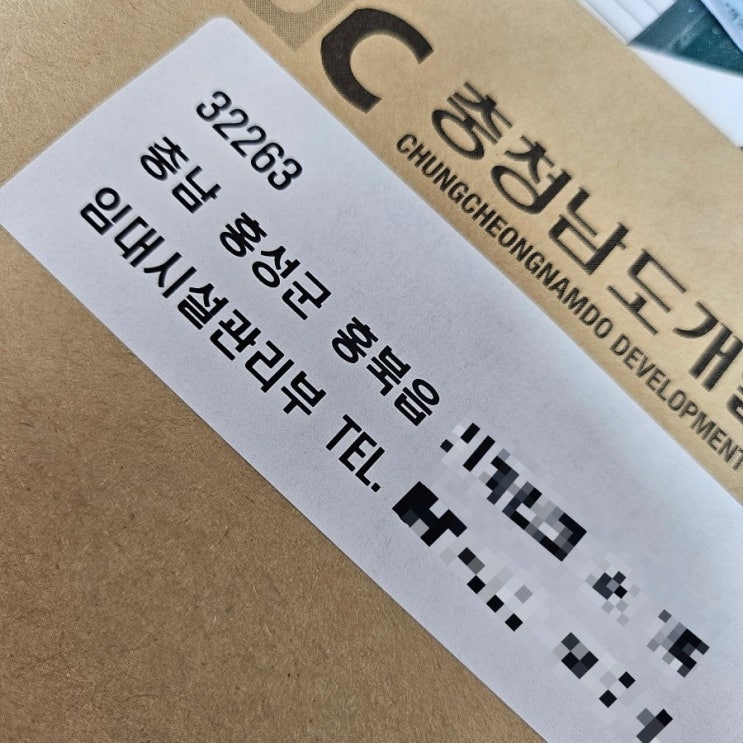 C 충청남도개
CHUNGCHEONGNAMDO DEVELOPMENT
32263
충남 홍성군 홍북읍
임대시설관리부 TEL.